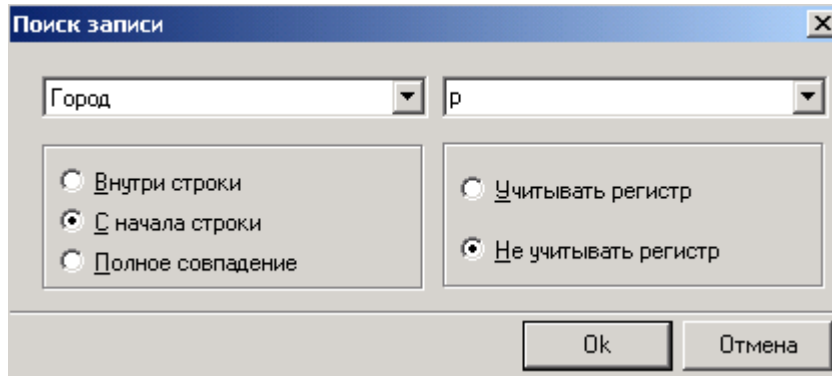 Поиск записи
Город
р
Внутри строки
С начала строки
Полное совпадение
Учитывать регистр
Не учитывать регистр
Ok
Отмена